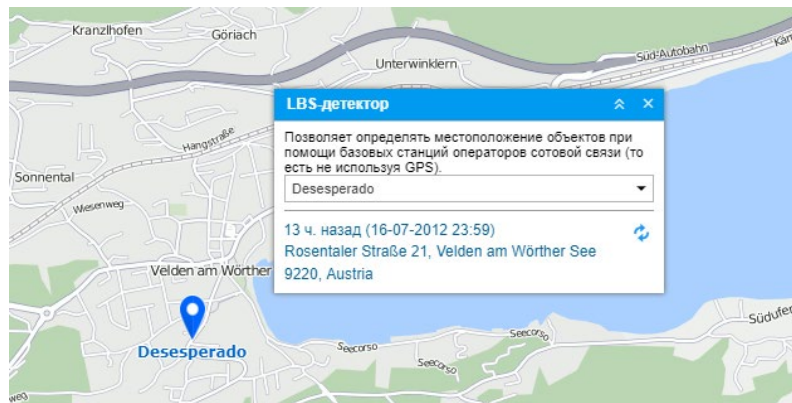 Kranzlhofen
Göriach
Unterwinklern
Süd-Autobahn
LBS-детектор
Позволяет определять местоположение объектов при
помощи базовых станций операторов сотовой связи (то
есть не используя GPS).
Desesperado
13 ч. назад (16-07-2012 23:59)
Rosentaler Straße 21, Velden am Wörther See
9220, Austria
Hangstraße
Sonnental
Wiesenweg
Velden am Wörther
Desesperado
Seecorso
Seecorso
Seecorso
Südufer
weg